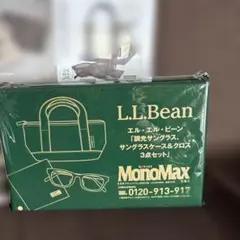 L.L.Bean
エル・エル・ビーン
「調光サングラス、
サングラスケース&クロス
3点セット」
MonoMax
0120-913-917